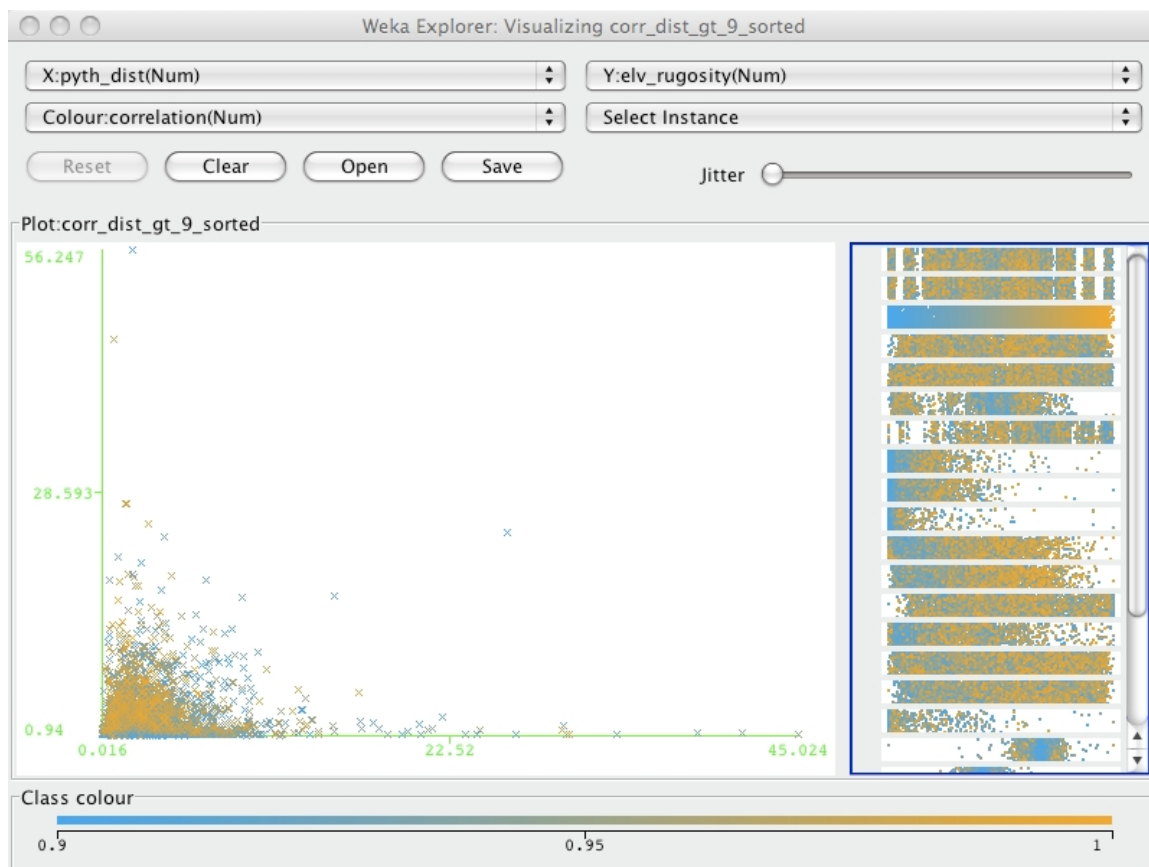 Weka Explorer: Visualizing corr_dist_gt_9_sorted
X:pyth_dist(Num) Y:elv_rugosity(Num)
Colour:correlation(Num) Select Instance
Reset Clear Open Save Jitter
Plot:corr_dist_gt_9_sorted
56.247
28.593
0.94
0.016 22.52 45.024
Class colour
0.9 0.95 1